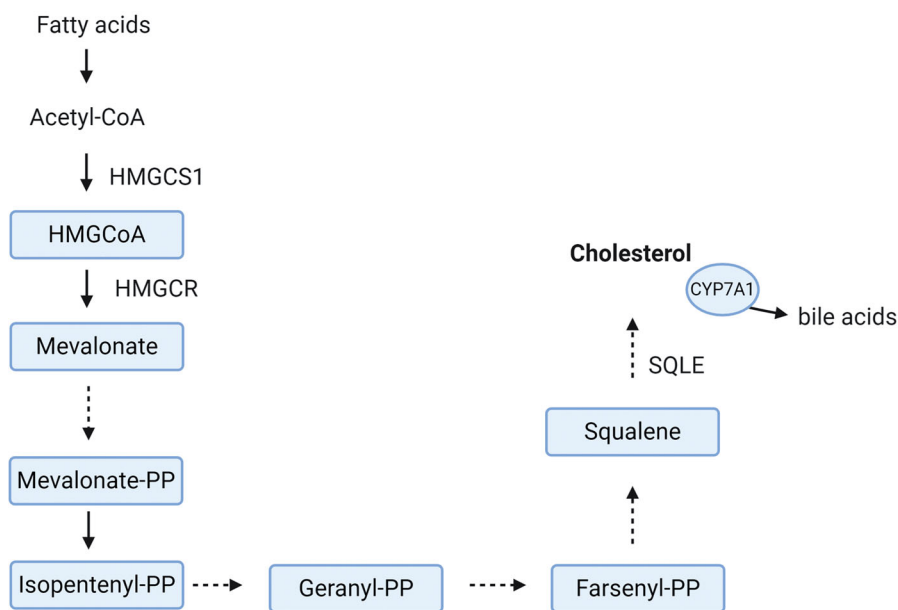 Fatty acids
Acetyl-CoA
HMGCS1
HMGCoA
HMGCR
Mevalonate
Mevalonate-PP
Isopentenyl-PP
Geranyl-PP
Farsenyl-PP
Squalene
SQLE
Cholesterol
CYP7A1
bile acids